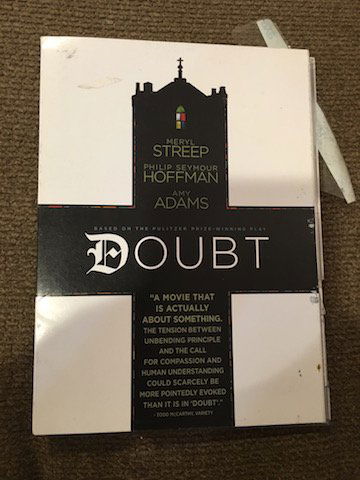 MERYL
STREEP
PHILIP SEYMOUR
HOFFMAN
AMY
ADAMS
BASED ON THE PULITZER PRIZE-WINNING PLAY
DOUBT
"A MOVIE THAT
IS ACTUALLY
ABOUT SOMETHING.
THE TENSION BETWEEN
UNBENDING PRINCIPLE
AND THE CALL
FOR COMPASSION AND
HUMAN UNDERSTANDING
COULD SCARCELY BE
MORE POINTEDLY EVOKED
THAN IT IS IN 'DOUBT'."
- TODD McCARTHY, VARIETY